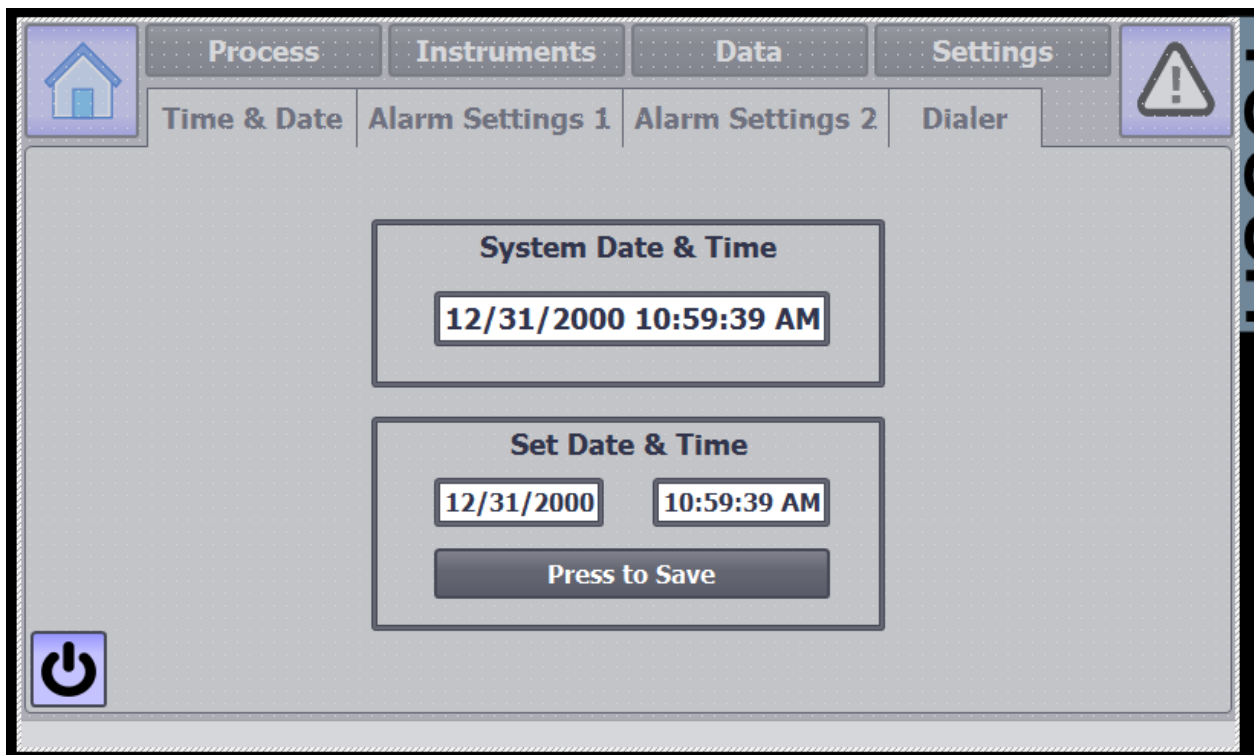 Process Instruments Data Settings
Time & Date Alarm Settings 1 Alarm Settings 2 Dialer
System Date & Time
12/31/2000 10:59:39 AM
Set Date & Time
12/31/2000 10:59:39 AM
Press to Save